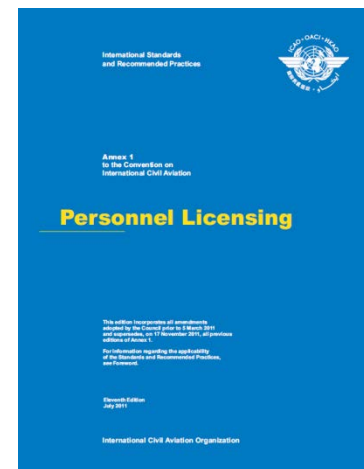 International Standards
and Recommended Practices
ICAO · OACI · ИКАО
Annex 1
to the Convention on
International Civil Aviation
Personnel Licensing
This edition incorporates all amendments
adopted by the Council prior to 5 March 2011
and supersedes, on 17 November 2011, all previous
editions of Annex 1.
For information regarding the applicability
of the Standards and Recommended Practices,
see Foreword.
Eleventh Edition
July 2011
International Civil Aviation Organization